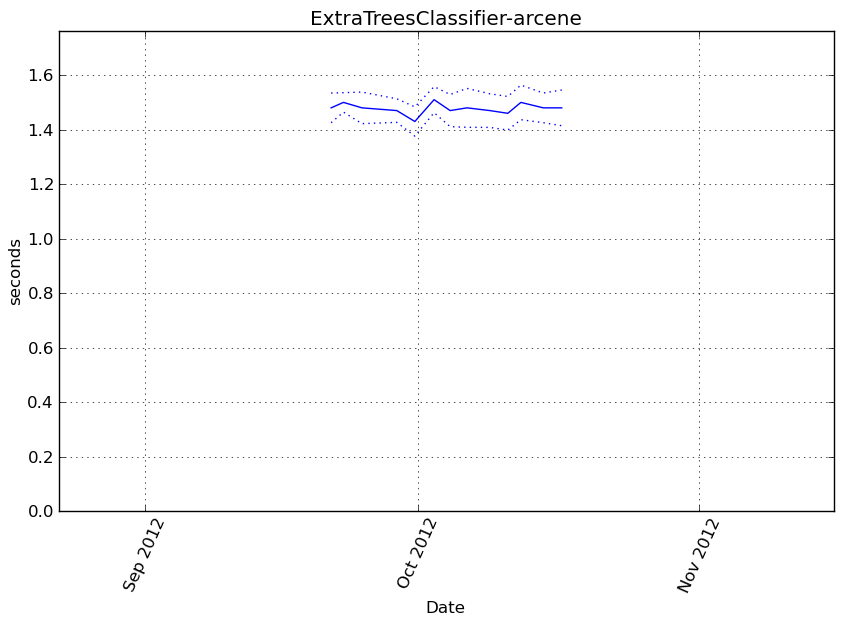 ExtraTreesClassifier-arcene
1.6
1.4
1.2
1.0
0.8
0.6
0.4
0.2
0.0
seconds
Sep 2012
Oct 2012
Nov 2012
Date